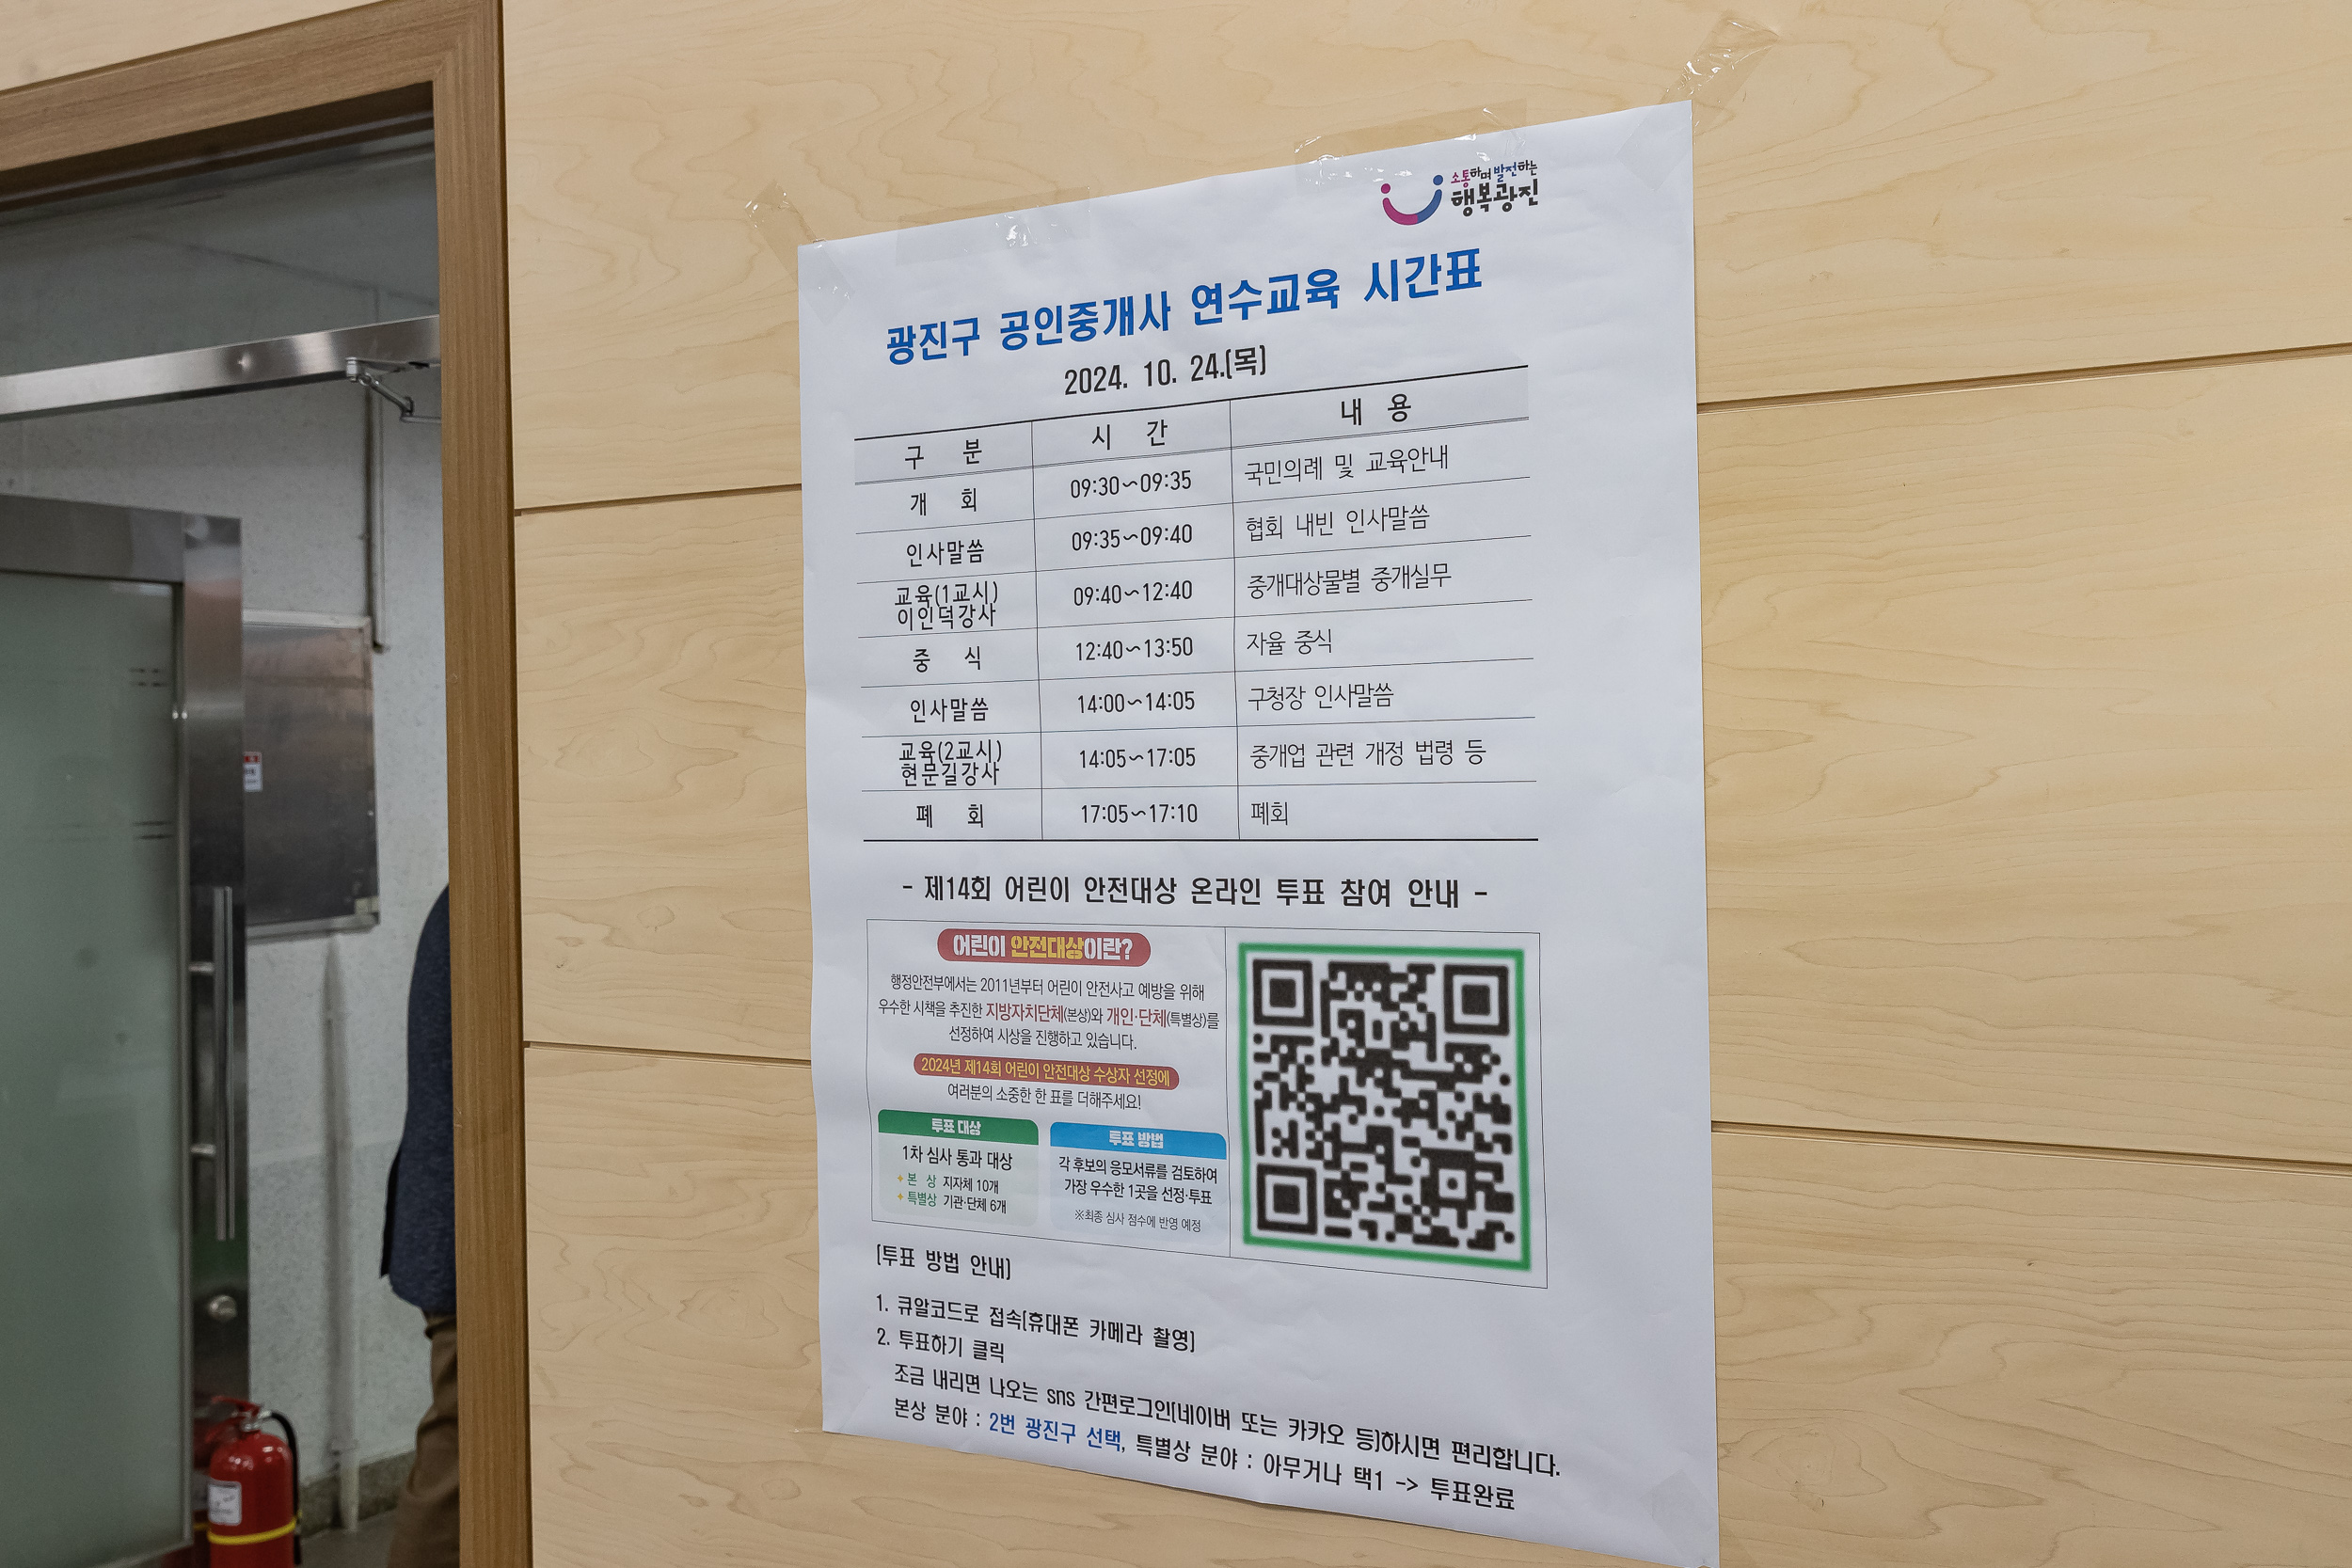 소통하며 발전하는
행복광진
광진구 공인중개사 연수교육 시간표
2024. 10. 24.(목)
구 분 시 간 내 용
개 회 09:30~09:35 국민의례 및 교육안내
인사말씀 09:35~09:40 협회 내빈 인사말씀
교육(1교시)
이인덕강사 09:40~12:40 중개대상물별 중개실무
중 식 12:40~13:50 자율 중식
인사말씀 14:00~14:05 구청장 인사말씀
교육(2교시)
현문길강사 14:05~17:05 중개업 관련 개정 법령 등
폐 회 17:05~17:10 폐회
- 제14회 어린이 안전대상 온라인 투표 참여 안내 -
어린이 안전대상이란?
행정안전부에서는 2011년부터 어린이 안전사고 예방을 위해
우수한 시책을 추진한 지방자치단체(본상)와 개인·단체(특별상)를
선정하여 시상을 진행하고 있습니다.
2024년 제14회 어린이 안전대상 수상자 선정에
여러분의 소중한 한 표를 더해주세요!
투표 대상
1차 심사 통과 대상
본 상 지자체 10개
특별상 기관·단체 6개
투표 방법
각 후보의 응모서류를 검토하여
가장 우수한 1곳을 선정·투표
※최종 심사 점수에 반영 예정
[투표 방법 안내]
1. 큐알코드로 접속(휴대폰 카메라 촬영)
2. 투표하기 클릭
조금 내리면 나오는 sns 간편로그인(네이버 또는 카카오 등)하시면 편리합니다.
본상 분야 : 2번 광진구 선택, 특별상 분야 : 아무거나 택1 -> 투표완료